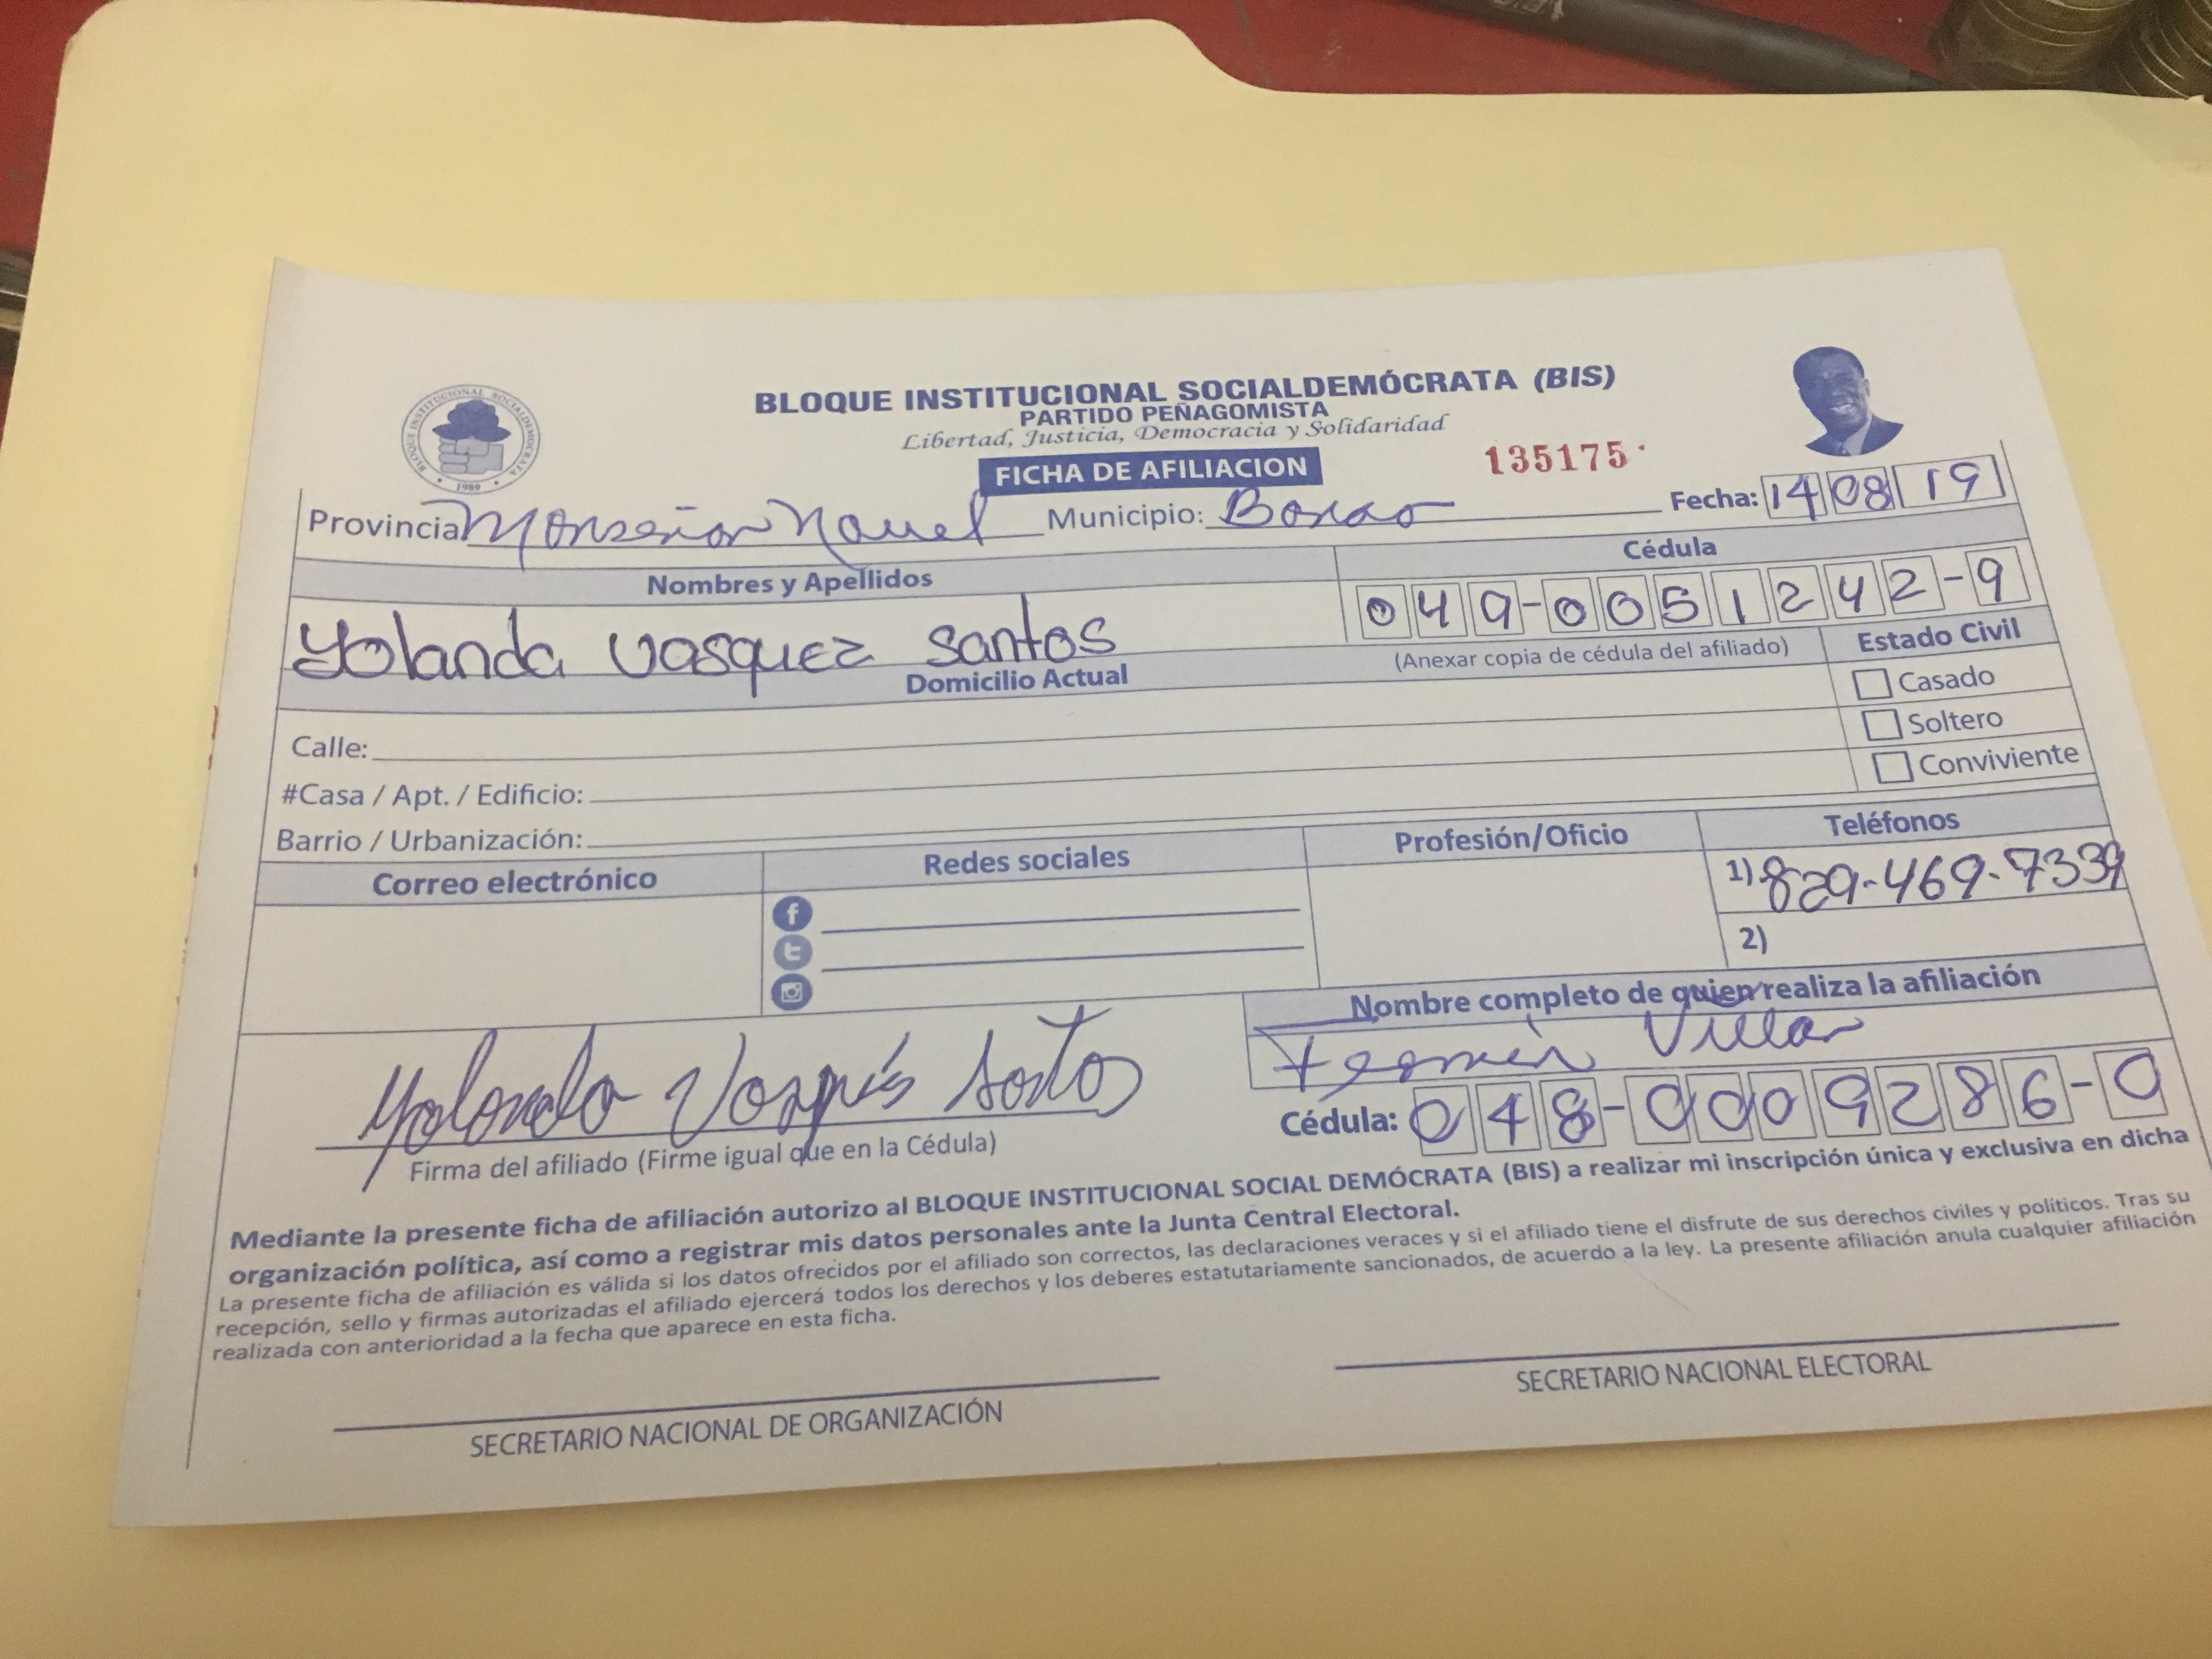 BLOQUE INSTITUCIONAL SOCIALDEMÓCRATA
1989
BLOQUE INSTITUCIONAL SOCIALDEMÓCRATA (BIS)
PARTIDO PEÑAGOMISTA
Libertad, Justicia, Democracia y Solidaridad
FICHA DE AFILIACION
135175
Provincia Monseñor Nouel Municipio: Bonao Fecha: 14 08 19
Nombres y Apellidos Cédula
Yolanda Vasquez Santos 049-0051242-9
(Anexar copia de cédula del afiliado) Estado Civil
Domicilio Actual
Casado
Calle: Soltero
#Casa / Apt. / Edificio: Conviviente
Barrio / Urbanización:
Correo electrónico Redes sociales Profesión/Oficio Teléfonos
1) 829-469-7339
2)
Nombre completo de quien realiza la afiliación
Fermín Villar
Yolanda Vasquez Santos
Cédula: 048-0009286-0
Firma del afiliado (Firme igual que en la Cédula)
Mediante la presente ficha de afiliación autorizo al BLOQUE INSTITUCIONAL SOCIAL DEMÓCRATA (BIS) a realizar mi inscripción única y exclusiva en dicha
organización política, así como a registrar mis datos personales ante la Junta Central Electoral.
La presente ficha de afiliación es válida si los datos ofrecidos por el afiliado son correctos, las declaraciones veraces y si el afiliado tiene el disfrute de sus derechos civiles y políticos. Tras su
recepción, sello y firmas autorizadas el afiliado ejercerá todos los derechos y los deberes estatutariamente sancionados, de acuerdo a la ley. La presente afiliación anula cualquier afiliación
realizada con anterioridad a la fecha que aparece en esta ficha.
SECRETARIO NACIONAL DE ORGANIZACIÓN SECRETARIO NACIONAL ELECTORAL